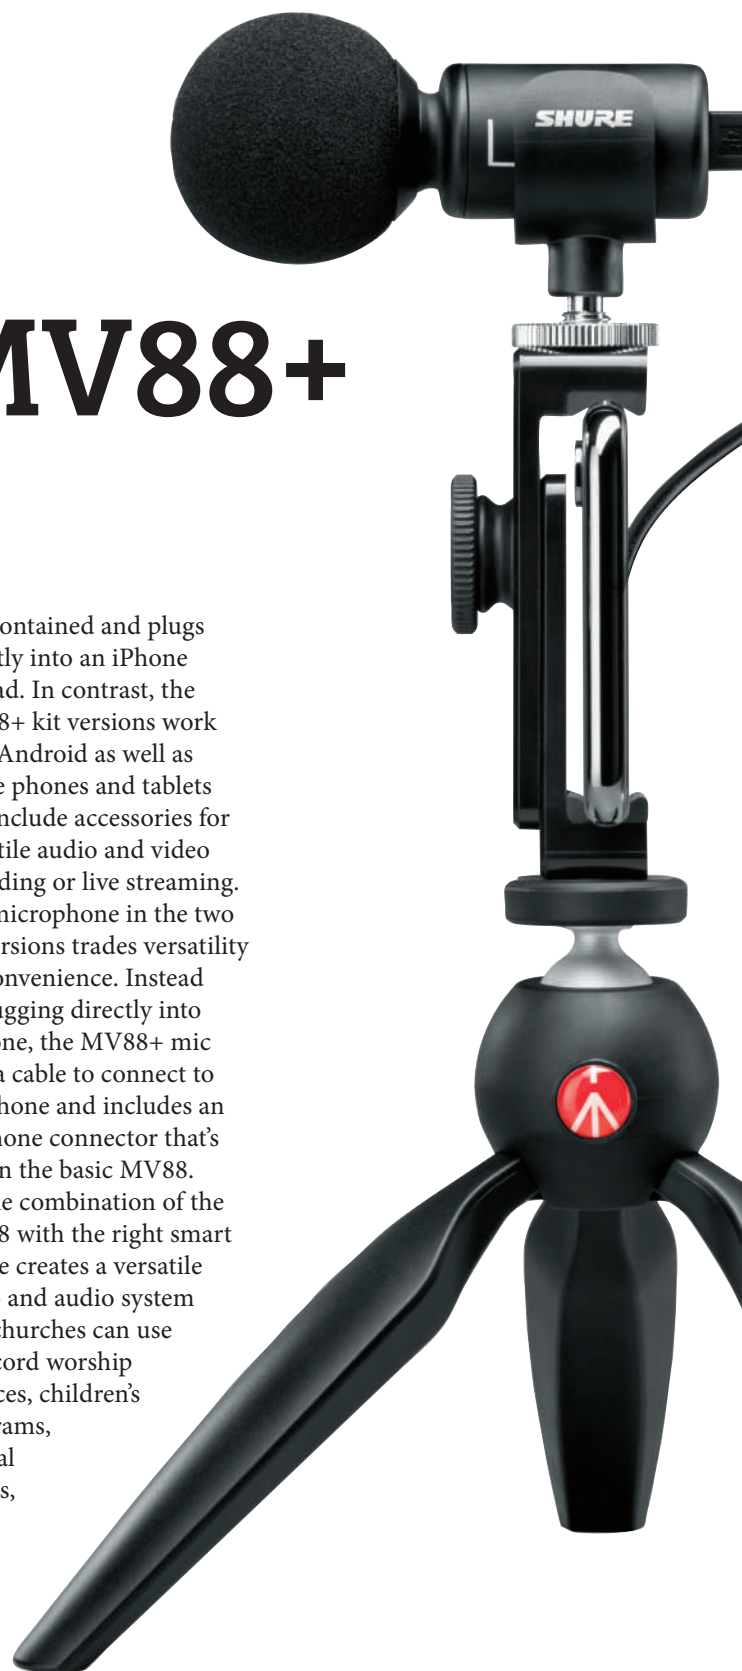 SHURE
L
MV88+
ontained and plugs
tly into an iPhone
ad. In contrast, the
8+ kit versions work
Android as well as
e phones and tablets
nclude accessories for
tile audio and video
ding or live streaming.
microphone in the two
rsions trades versatility
onvenience. Instead
ugging directly into
one, the MV88+ mic
a cable to connect to
hone and includes an
hone connector that’s
n the basic MV88.
e combination of the
8 with the right smart
e creates a versatile
and audio system
churches can use
cord worship
ces, children’s
rams,
al
s,